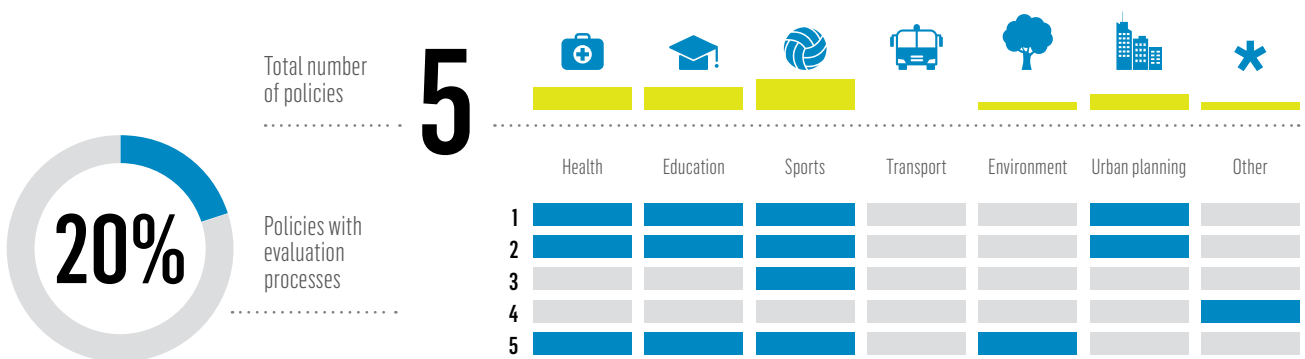 Total number
of policies
5
20%
Policies with
evaluation
processes
Health Education Sports Transport Environment Urban planning Other
1
2
3
4
5